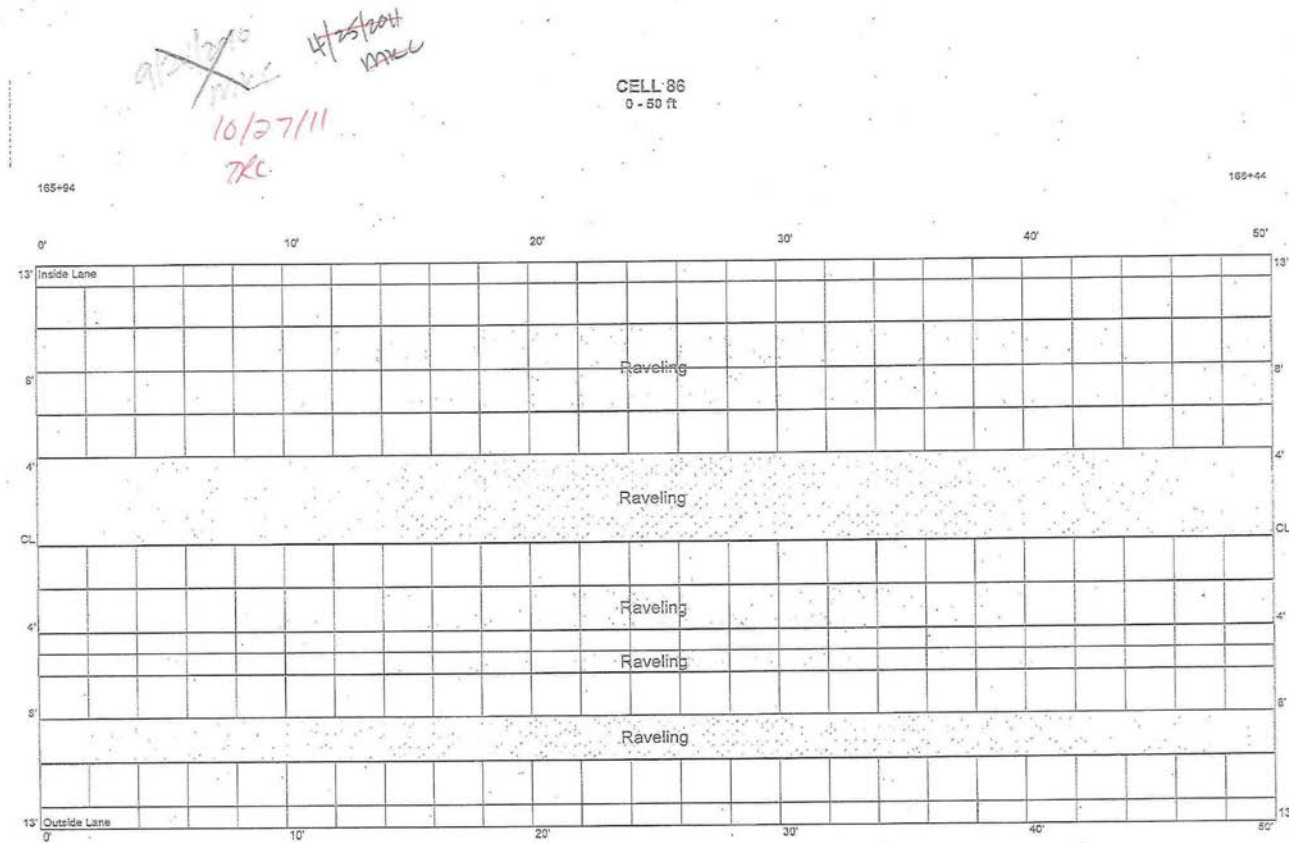 4/25/2011
MKC
10/27/11
TRC
CELL 86
0 - 50 ft
165+94
166+44
0' 10' 20' 30' 40' 50'
13' Inside Lane 13'
Raveling
8' 8'
4' 4'
Raveling
CL CL
Raveling
4' 4'
Raveling
8' 8'
Raveling
13' Outside Lane 13'
0' 10' 20' 30' 40' 50'